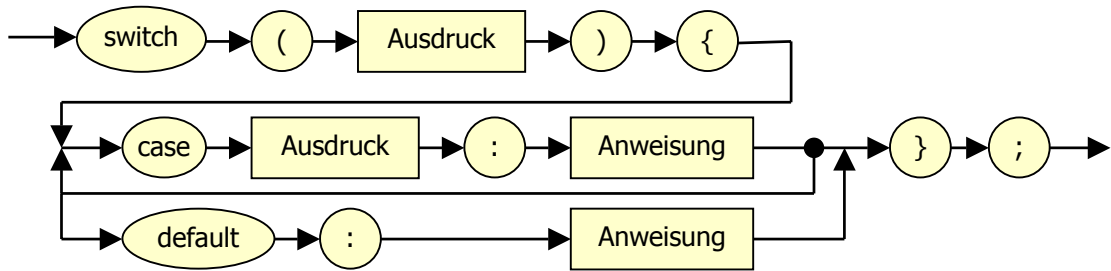 switch ( Ausdruck ) {
case Ausdruck : Anweisung } ;
default : Anweisung